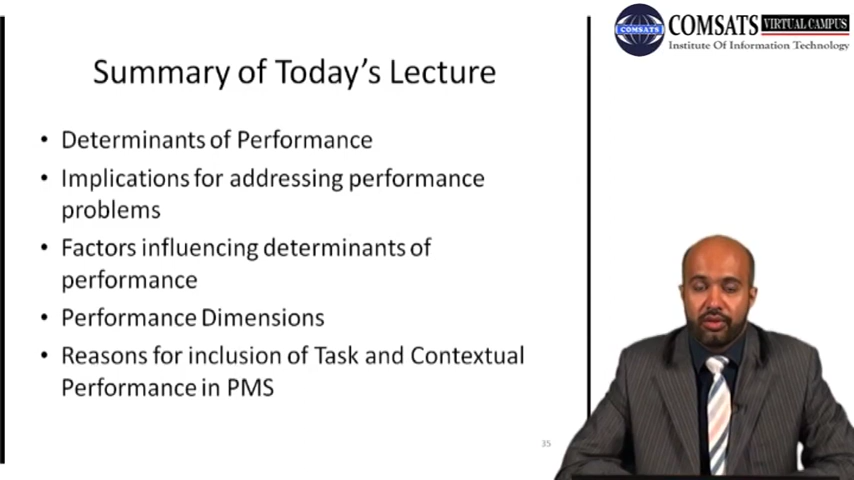 COMSATS VIRTUAL CAMPUS
COMSATS Institute Of Information Technology
Summary of Today's Lecture
• Determinants of Performance
• Implications for addressing performance
problems
• Factors influencing determinants of
performance
• Performance Dimensions
• Reasons for inclusion of Task and Contextual
Performance in PMS
35